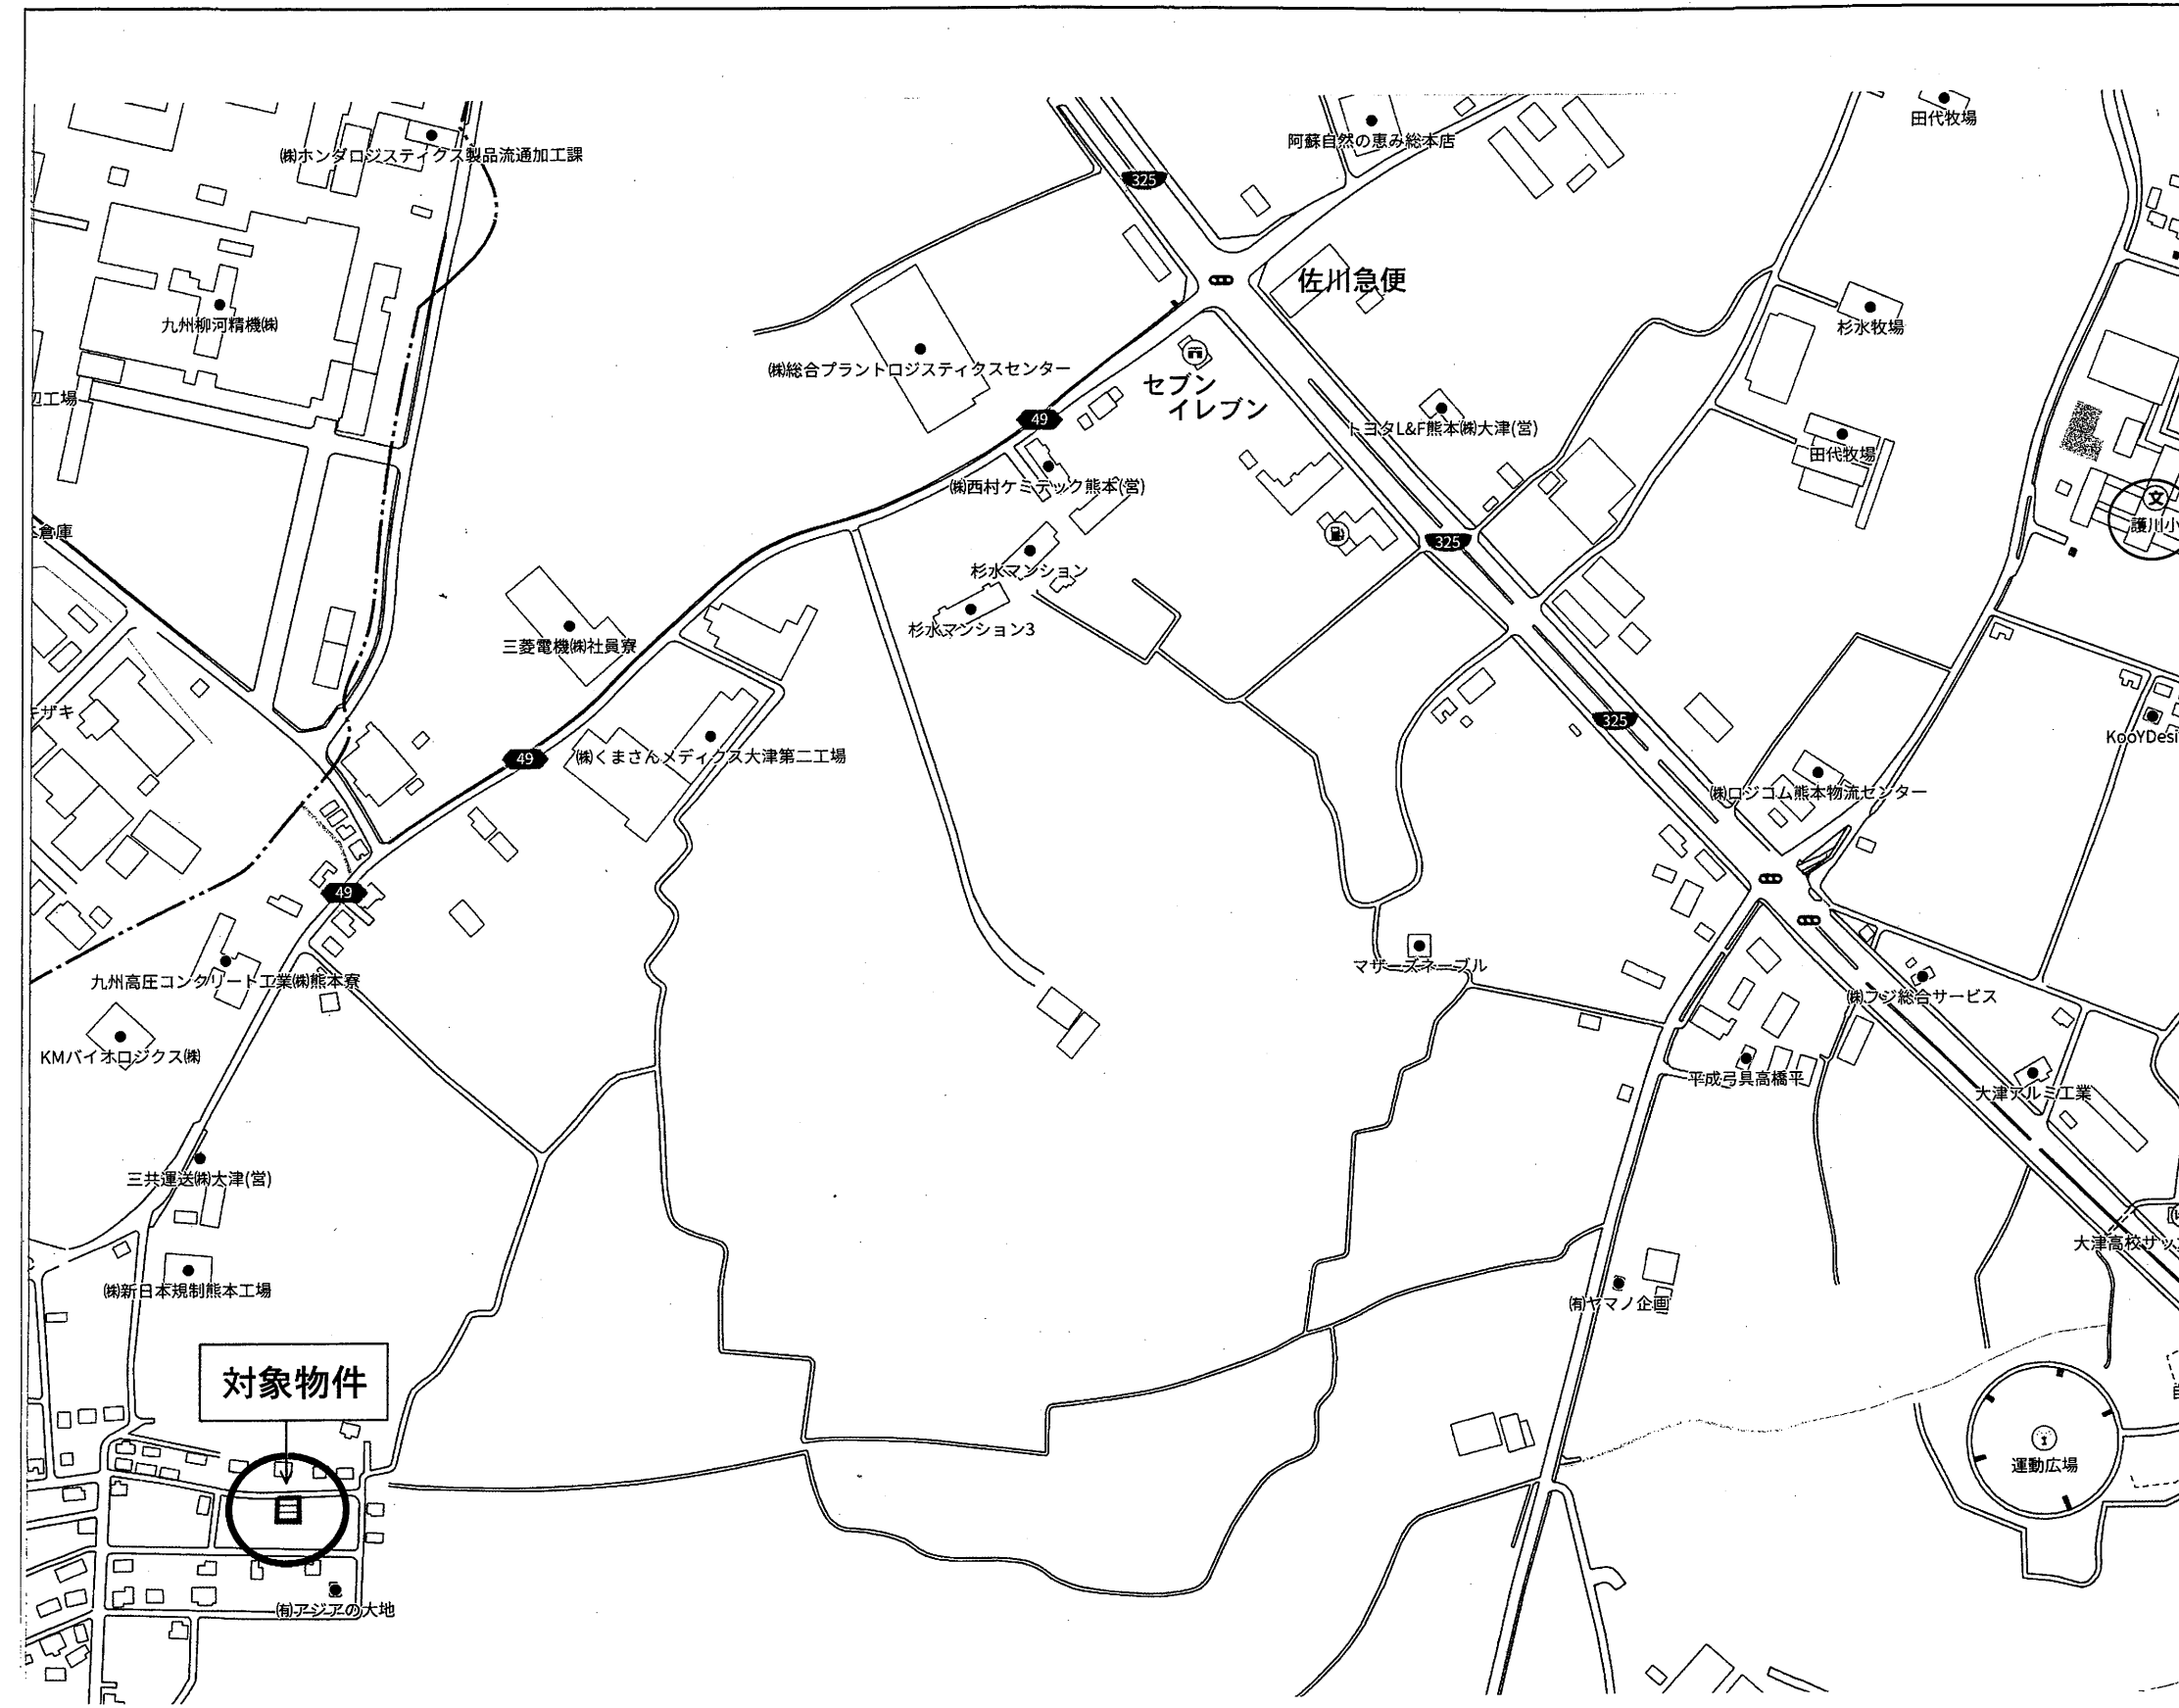 田代牧場
阿蘇自然の恵み総本店
㈱ホンダロジスティクス製品流通加工課
325
佐川急便
九州柳河精機㈱
杉水牧場
㈱総合プラントロジスティクスセンター
セブン
イレブン
辺工場
49
トヨタL&F熊本㈱大津(営)
田代牧場
㈱西村ケミテック熊本(営)
文
護川小
倉庫
325
杉水マンション
杉水マンション3
三菱電機㈱社員寮
キザキ
325
KooYDesi
49
㈱くまさんメディクス大津第二工場
㈱ロジコム熊本物流センター
49
マザーズネーブル
九州高圧コンクリート工業㈱熊本寮
㈱フジ総合サービス
KMバイオロジクス㈱
平成弓具高橋平
大津アルミ工業
三共運送㈱大津(営)
大津高校サッ
㈱新日本規制熊本工場
㈲ヤマノ企画
対象物件
運動広場
㈲アジアの大地